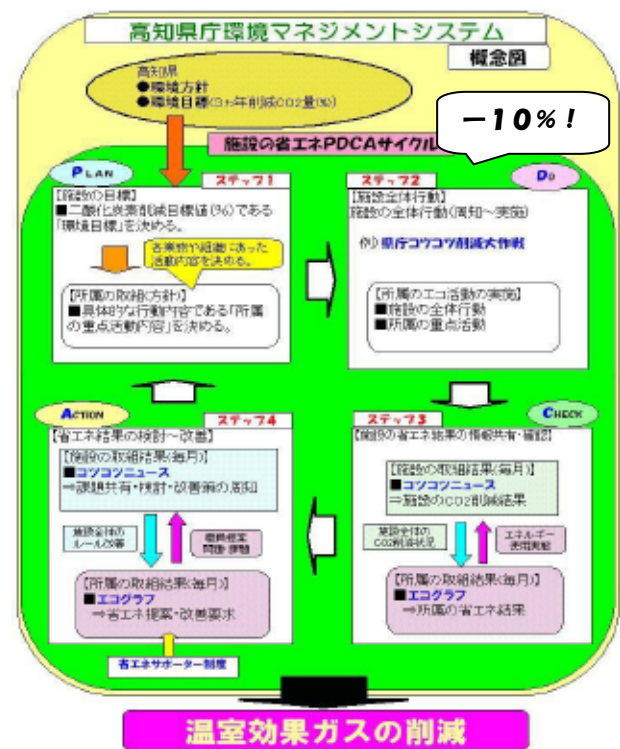 高知県庁環境マネジメントシステム
概念図
高知県
●環境方針
●環境目標(3ヵ年削減CO2量(%))
−10%!
施設の省エネPDCAサイクル
PLAN
ステップ1
【施設の目標】
■二酸化炭素削減目標値(%)である
「環境目標」を決める。
各業務や組織にあった
活動内容を決める。
【所属の取組(方針)】
■具体的な行動内容である「所属
の重点活動内容」を決める。
DO
ステップ2
【施設全体行動】
施設の全体行動(周知～実施)
例) 県庁コツコツ削減大作戦
【所属のエコ活動の実施】
■施設の全体行動
■所属の重点活動
ACTION
ステップ4
【省エネ結果の検討～改善】
【施設の取組結果(毎月)】
■コツコツニュース
⇒課題共有・検討・改善策の周知
施設全体の
ルール改善
職員提案
問題・課題
【所属の取組結果(毎月)】
■エコグラフ
⇒省エネ提案・改善要求
省エネサポーター制度
CHECK
ステップ3
【施設の省エネ結果の情報共有・確認】
【施設の取組結果(毎月)】
■コツコツニュース
⇒施設のCO2削減結果
施設全体の
CO2削減状況
エネルギー
使用実態
【所属の取組結果(毎月)】
■エコグラフ
⇒所属の省エネ結果
温室効果ガスの削減